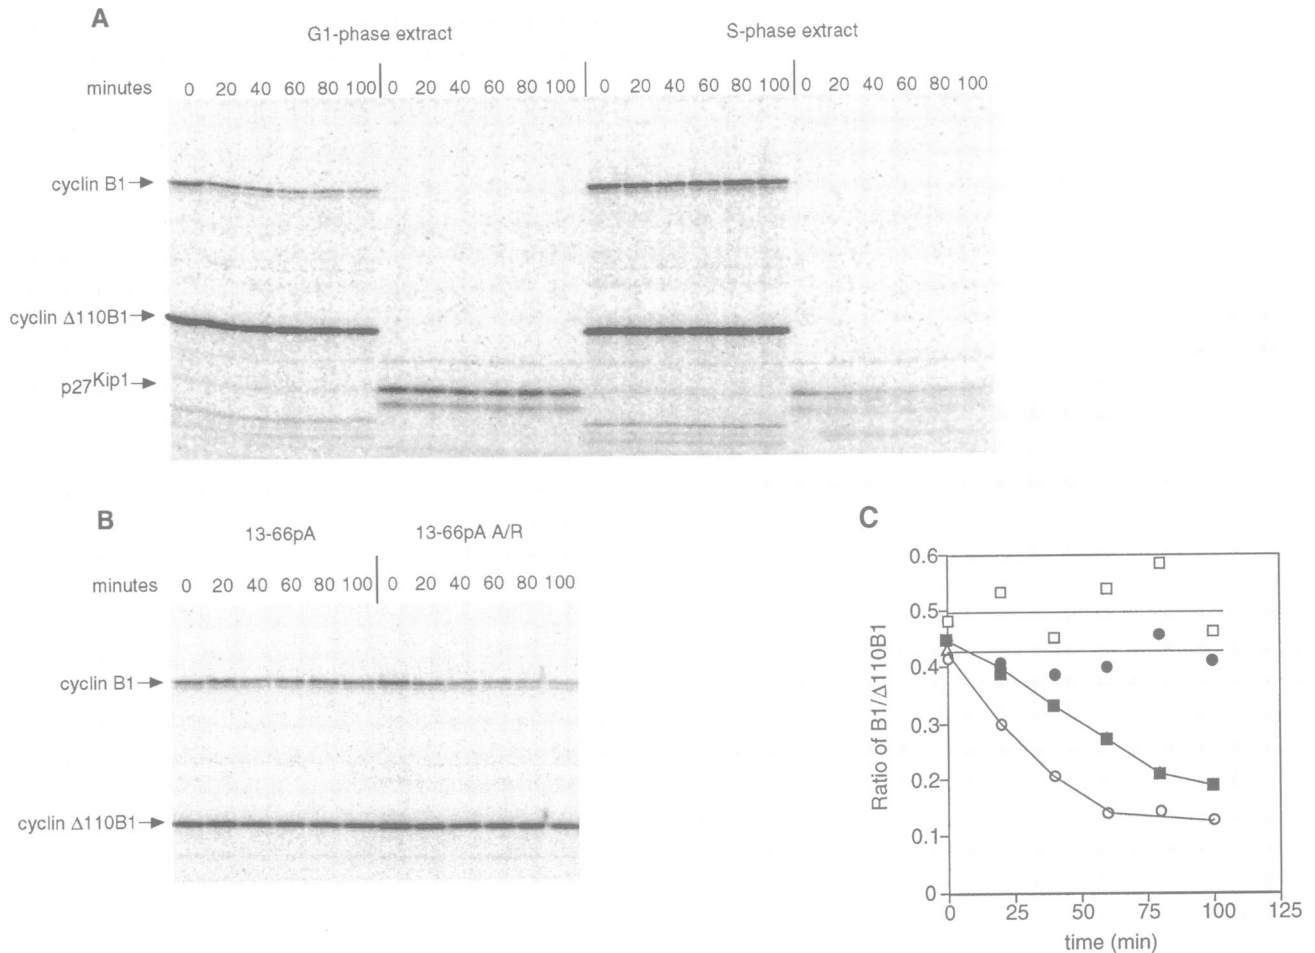 A
G1-phase extract
S-phase extract
minutes 0 20 40 60 80 100 0 20 40 60 80 100 0 20 40 60 80 100 0 20 40 60 80 100
cyclin B1
cyclin Δ110B1
p27Kip1
B
13-66pA
13-66pA A/R
minutes 0 20 40 60 80 100 0 20 40 60 80 100
cyclin B1
cyclin Δ110B1
C
Ratio of B1/Δ110B1
0.6
0.5
0.4
0.3
0.2
0.1
0
0 25 50 75 100 125
time (min)